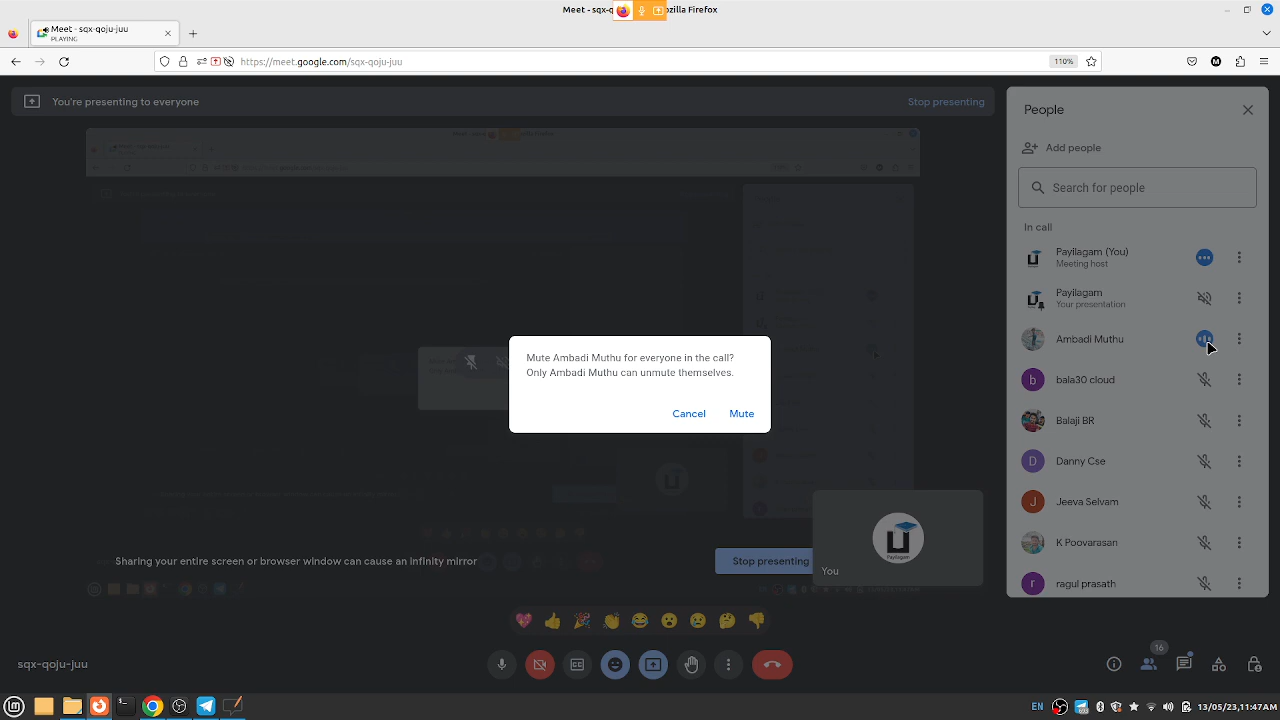 Meet - sqx-q
ozilla Firefox
Meet - sqx-qoju-juu
PLAYING
https://meet.google.com/sqx-qoju-juu
110%
You're presenting to everyone
Stop presenting
People
Add people
Search for people
In call
Payilagam (You)
Meeting host
Payilagam
Your presentation
Ambadi Muthu
bala30 cloud
Balaji BR
Danny Cse
Jeeva Selvam
K Poovarasan
ragul prasath
Mute Ambadi Muthu for everyone in the call?
Only Ambadi Muthu can unmute themselves.
Cancel
Mute
Sharing your entire screen or browser window can cause an infinity mirror
Stop presenting
Payilagam
You
sqx-qoju-juu
16
EN
13/05/23,11:47AM